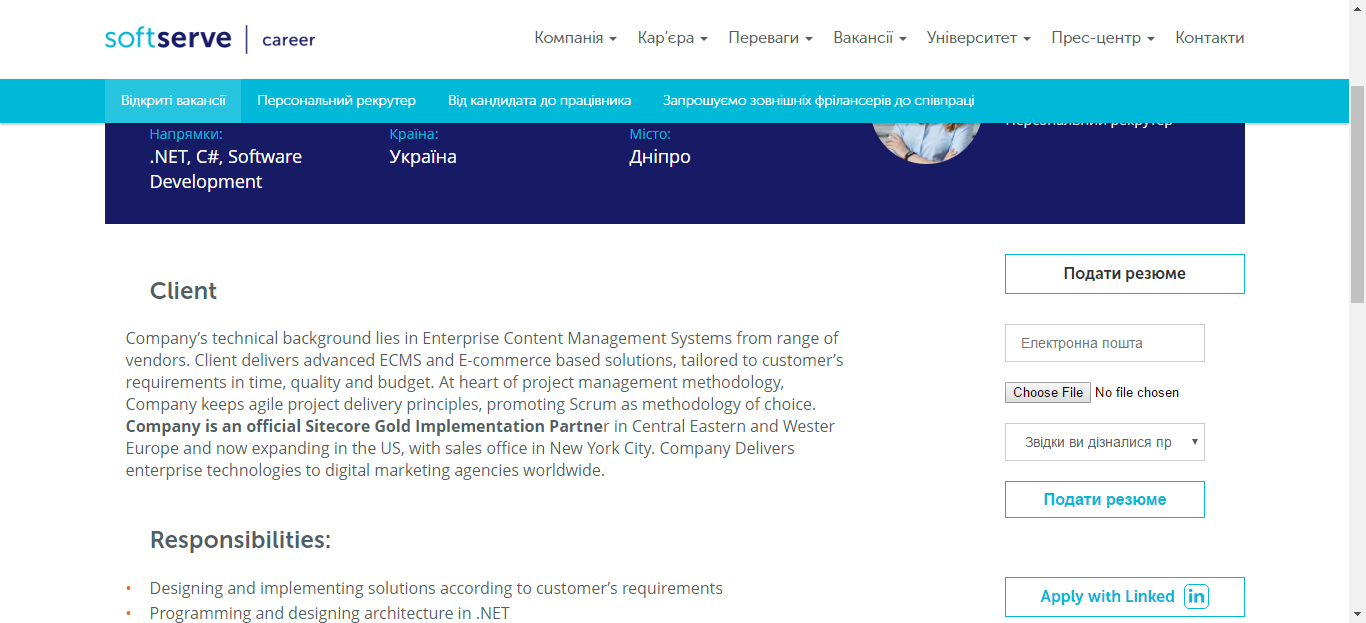 softserve | career
Компанія
Кар'єра
Переваги
Вакансії
Університет
Прес-центр
Контакти
Відкриті вакансії
Персональний рекрутер
Від кандидата до працівника
Запрошуємо зовнішніх фрілансерів до співпраці
Напрямки:
.NET, C#, Software
Development
Країна:
Україна
Місто:
Дніпро
Персональний рекрутер
Client
Company's technical background lies in Enterprise Content Management Systems from range of
vendors. Client delivers advanced ECMS and E-commerce based solutions, tailored to customer's
requirements in time, quality and budget. At heart of project management methodology,
Company keeps agile project delivery principles, promoting Scrum as methodology of choice.
Company is an official Sitecore Gold Implementation Partner in Central Eastern and Wester
Europe and now expanding in the US, with sales office in New York City. Company Delivers
enterprise technologies to digital marketing agencies worldwide.
Responsibilities:
• Designing and implementing solutions according to customer's requirements
• Programming and designing architecture in .NET
Подати резюме
Електронна пошта
Choose File No file chosen
Звідки ви дізналися пр
Подати резюме
Apply with Linked in